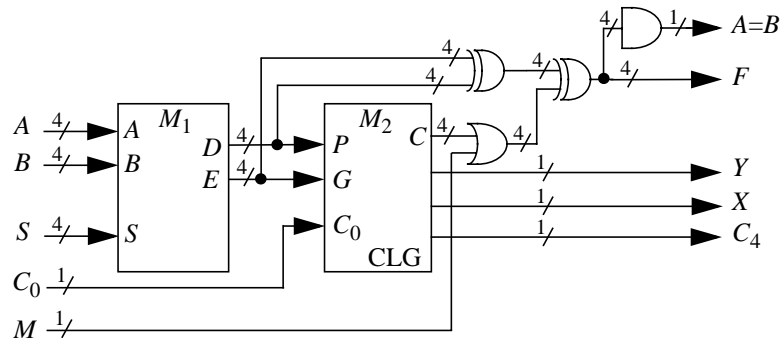 4 1 A=B
4 4 4 F
4
A 4 A M₁ D 4 P M₂ C 4 4
B 4 B E 4 G 1 Y
1 X
S 4 S C₀ 1 C₄
CLG
C₀ 1
M 1